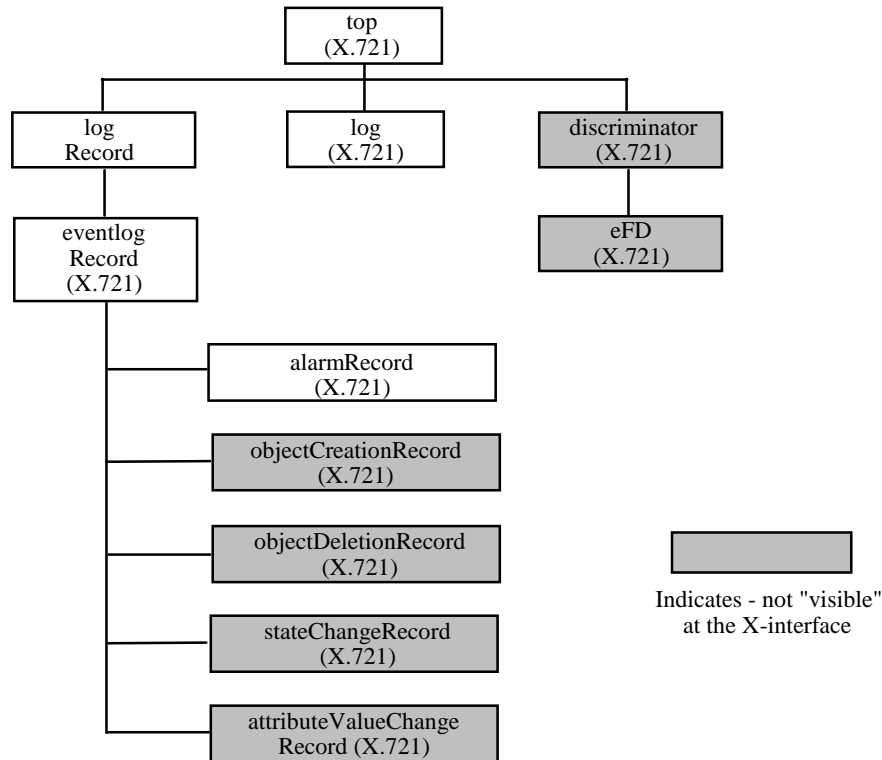 top
(X.721)
log
Record
log
(X.721)
discriminator
(X.721)
eventlog
Record
(X.721)
eFD
(X.721)
alarmRecord
(X.721)
objectCreationRecord
(X.721)
objectDeletionRecord
(X.721)
stateChangeRecord
(X.721)
attributeValueChange
Record (X.721)
Indicates - not "visible"
at the X-interface